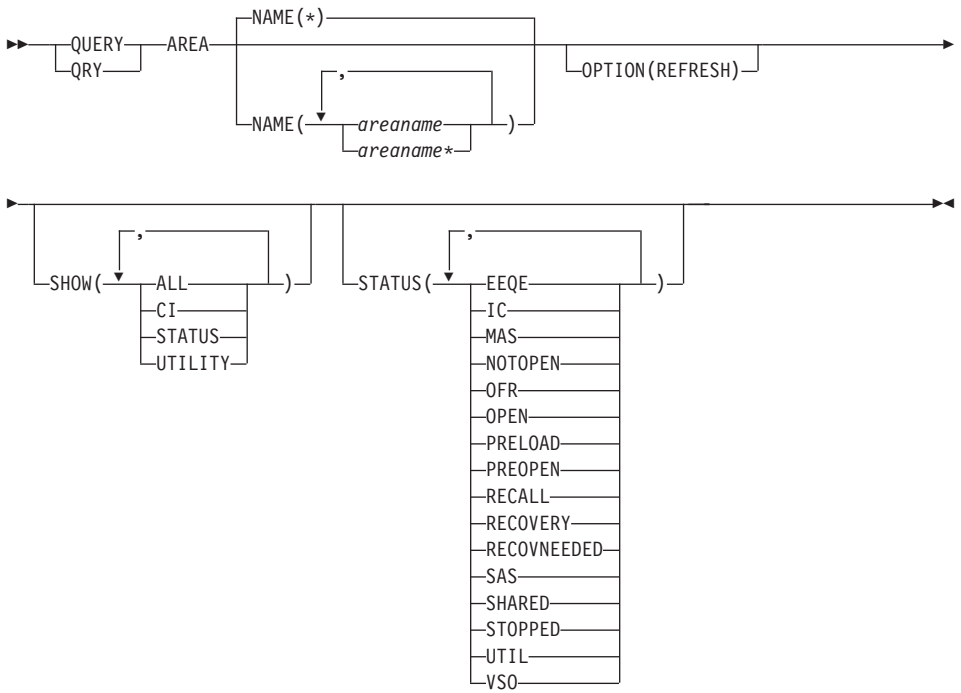 NAME(*)
QUERY AREA
QRY OPTION(REFRESH)
,
NAME( areaname )
areaname*
, ,
SHOW( ALL ) STATUS( EEQE )
CI IC
STATUS MAS
UTILITY NOTOPEN
OFR
OPEN
PRELOAD
PREOPEN
RECALL
RECOVERY
RECOVNEEDED
SAS
SHARED
STOPPED
UTIL
VSO